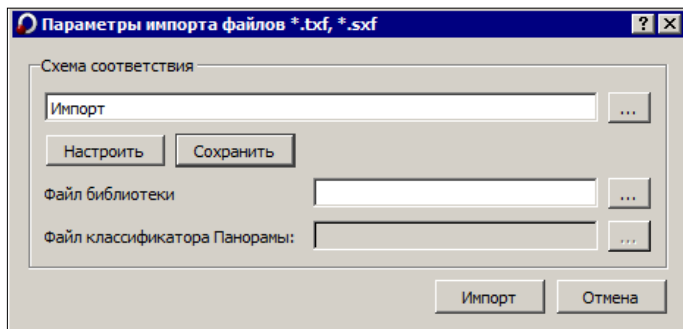 Параметры импорта файлов *.txf, *.sxf
Схема соответствия
Импорт
...
Настроить
Сохранить
Файл библиотеки
...
Файл классификатора Панорамы:
...
Импорт
Отмена